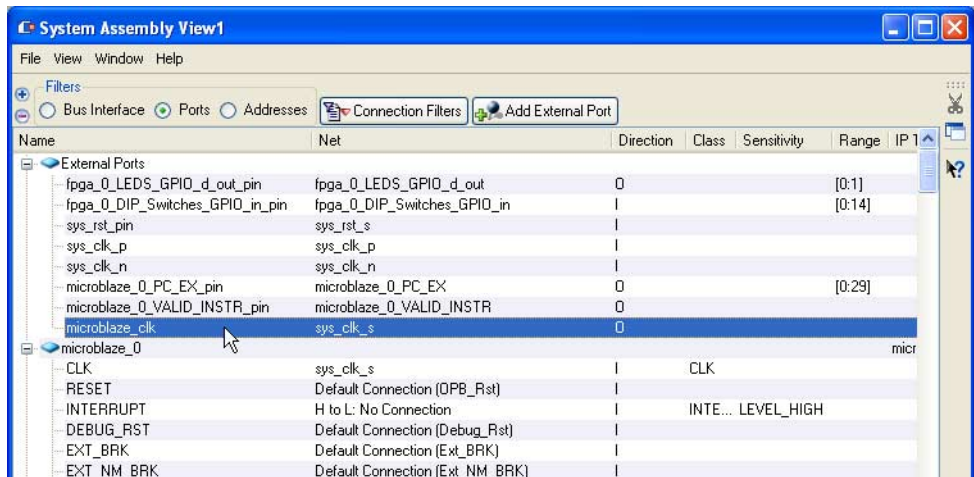 System Assembly View1
File View Window Help
Filters
Bus Interface Ports Addresses Connection Filters Add External Port
Name Net Direction Class Sensitivity Range IP
External Ports
fpga_0_LEDS_GPIO_d_out_pin fpga_0_LEDS_GPIO_d_out O [0:1]
fpga_0_DIP_Switches_GPIO_in_pin fpga_0_DIP_Switches_GPIO_in I [0:14]
sys_rst_pin sys_rst_s I
sys_clk_p sys_clk_p I
sys_clk_n sys_clk_n I
microblaze_0_PC_EX_pin microblaze_0_PC_EX O [0:29]
microblaze_0_VALID_INSTR_pin microblaze_0_VALID_INSTR O
microblaze_clk sys_clk_s O
microblaze_0 micr
CLK sys_clk_s I CLK
RESET Default Connection (OPB_Rst) I
INTERRUPT H to L: No Connection I INTE... LEVEL_HIGH
DEBUG_RST Default Connection (Debug_Rst) I
EXT_BRK Default Connection (Ext_BRK) I
EXT_NM_BRK Default Connection (Ext_NM_BRK) I